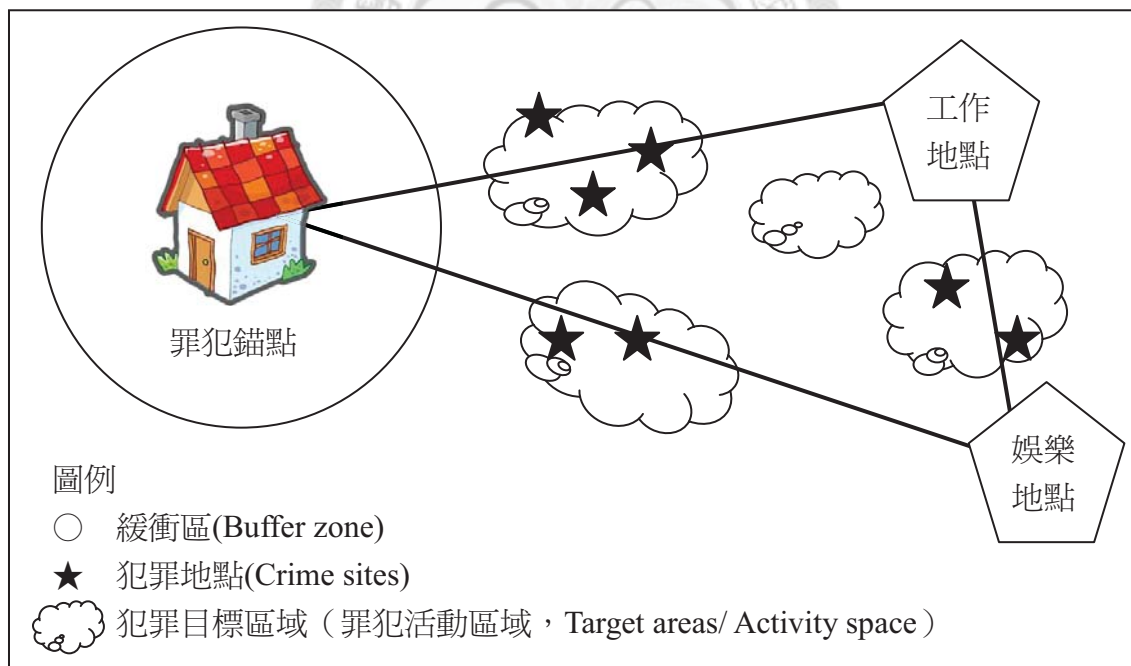 工作
地點
罪犯錨點
娛樂
地點
圖例
緩衝區(Buffer zone)
犯罪地點(Crime sites)
犯罪目標區域（罪犯活動區域，Target areas/ Activity space）